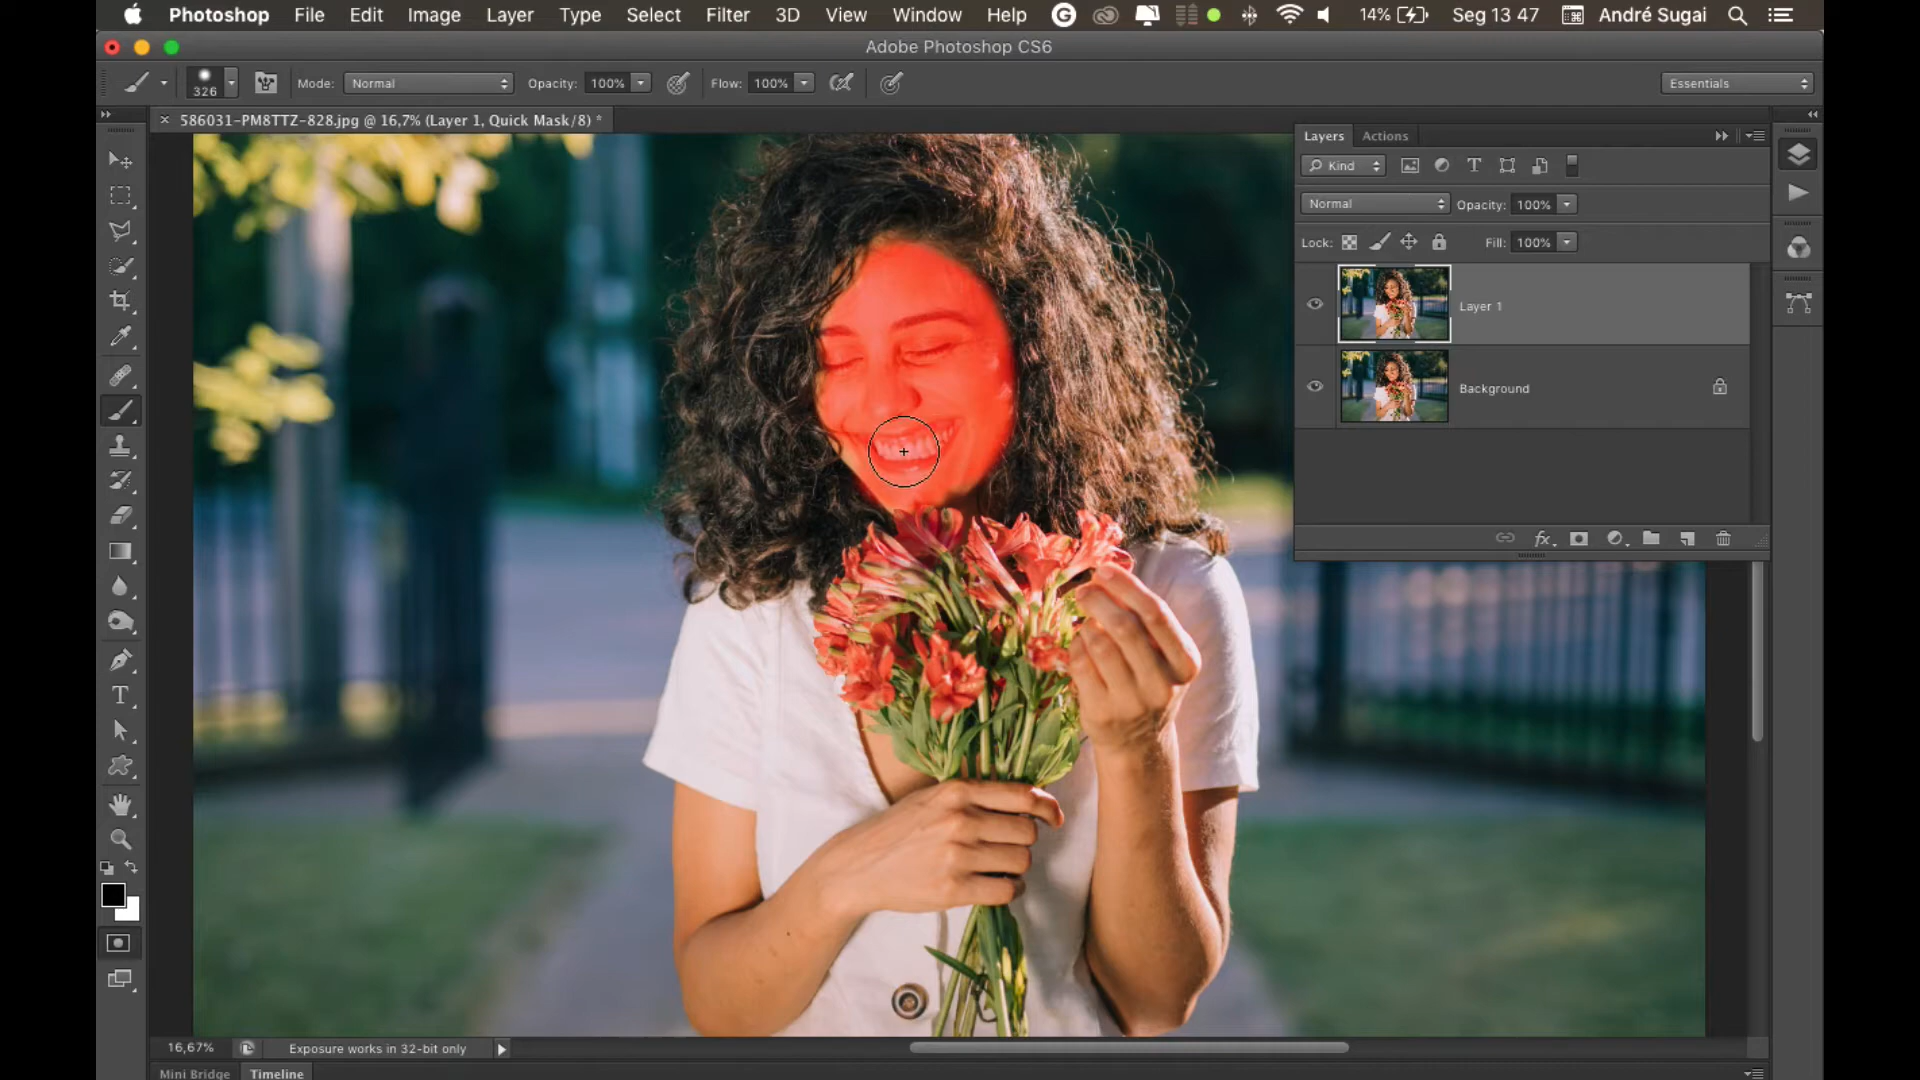 Photoshop File Edit Image Layer Type Select Filter 3D View Window Help 14% Seg 13 47 André Sugai
Adobe Photoshop CS6
326 Mode: Normal Opacity: 100% Flow: 100% Essentials
586031-PM8TTZ-828.jpg @ 16,7% (Layer 1, Quick Mask/8) *
Layers Actions
Kind
Normal Opacity: 100%
Lock: Fill: 100%
Layer 1
Background
16,67% Exposure works in 32-bit only
Mini Bridge Timeline